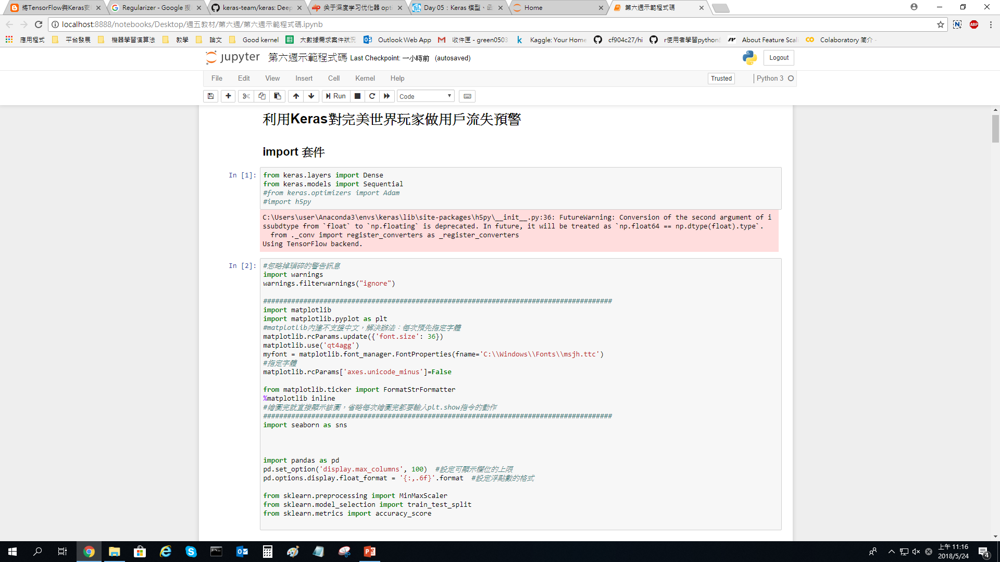 將TensorFlow與Keras安
Regularizer - Google 搜
keras-team/keras: Deep
关于深度学习优化器 opti
Day 05：Keras 模型、函
Home
第六週示範程式碼
localhost:8888/notebooks/Desktop/週五教材/第六週/第六週示範程式碼.ipynb
應用程式 平台發展 機器學習演算法 教學 論文 Good kernel 大數據需求案件狀況 Outlook Web App 收件匣 - green0503 Kaggle: Your Home cf904c27/hi r使用者學習python About Feature Scali Colaboratory 簡介 -
jupyter 第六週示範程式碼 Last Checkpoint: 一小時前 (autosaved)
Logout
File Edit View Insert Cell Kernel Help
Trusted
Python 3
Run
Code
利用Keras對完美世界玩家做用戶流失預警
import 套件
In [1]:
from keras.layers import Dense
from keras.models import Sequential
#from keras.optimizers import Adam
#import h5py
C:\Users\user\Anaconda3\envs\keras\lib\site-packages\h5py\__init__.py:36: FutureWarning: Conversion of the second argument of i
ssubdtype from `float` to `np.floating` is deprecated. In future, it will be treated as `np.float64 == np.dtype(float).type`.
  from ._conv import register_converters as _register_converters
Using TensorFlow backend.
In [2]:
#忽略掉瑣碎的警告訊息
import warnings
warnings.filterwarnings("ignore")
#######################################################################################
import matplotlib
import matplotlib.pyplot as plt
#matplotlib內建不支援中文，解決辦法：每次預先指定字體
matplotlib.rcParams.update({'font.size': 36})
matplotlib.use('qt4agg')
myfont = matplotlib.font_manager.FontProperties(fname='C:\\Windows\\Fonts\\msjh.ttc')
#指定字體
matplotlib.rcParams['axes.unicode_minus']=False
from matplotlib.ticker import FormatStrFormatter
%matplotlib inline
#繪圖完就直接顯示該圖，省略每次繪圖完都要輸入plt.show指令的動作
#######################################################################################
import seaborn as sns
import pandas as pd
pd.set_option('display.max_columns', 100)  #設定可顯示欄位的上限
pd.options.display.float_format = '{:,.6f}'.format  #設定浮點數的格式
from sklearn.preprocessing import MinMaxScaler
from sklearn.model_selection import train_test_split
from sklearn.metrics import accuracy_score
上午 11:16
2018/5/24
4